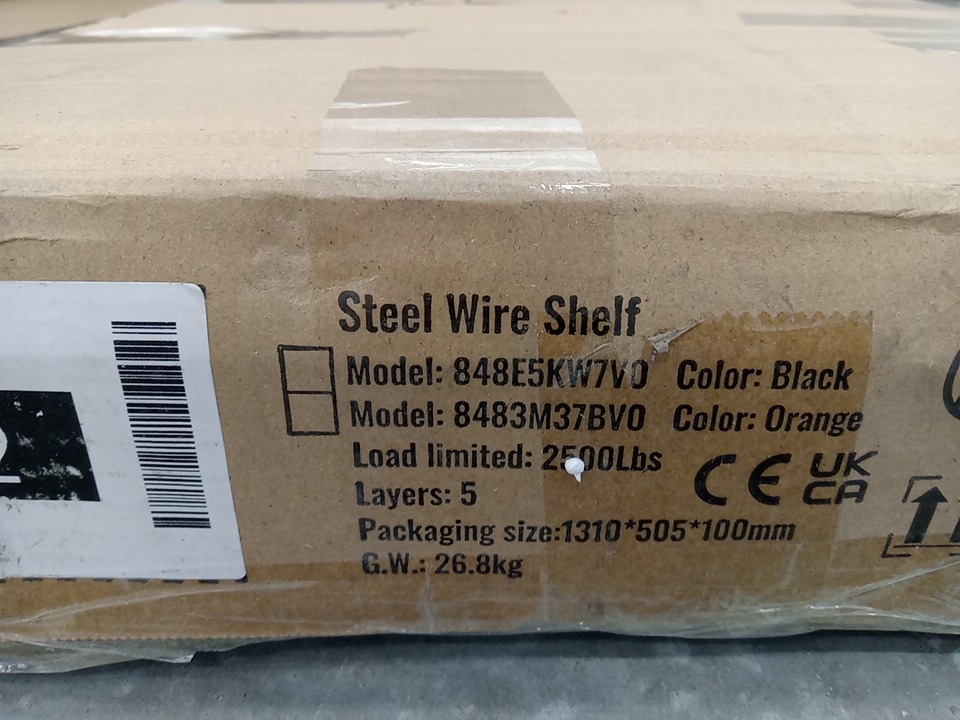 Steel Wire Shelf
Model: 848E5KW7V0 Color: Black
Model: 8483M37BV0 Color: Orange
Load limited: 2500Lbs
Layers: 5
CE UK CA
Packaging size:1310*505*100mm
G.W.: 26.8kg
2